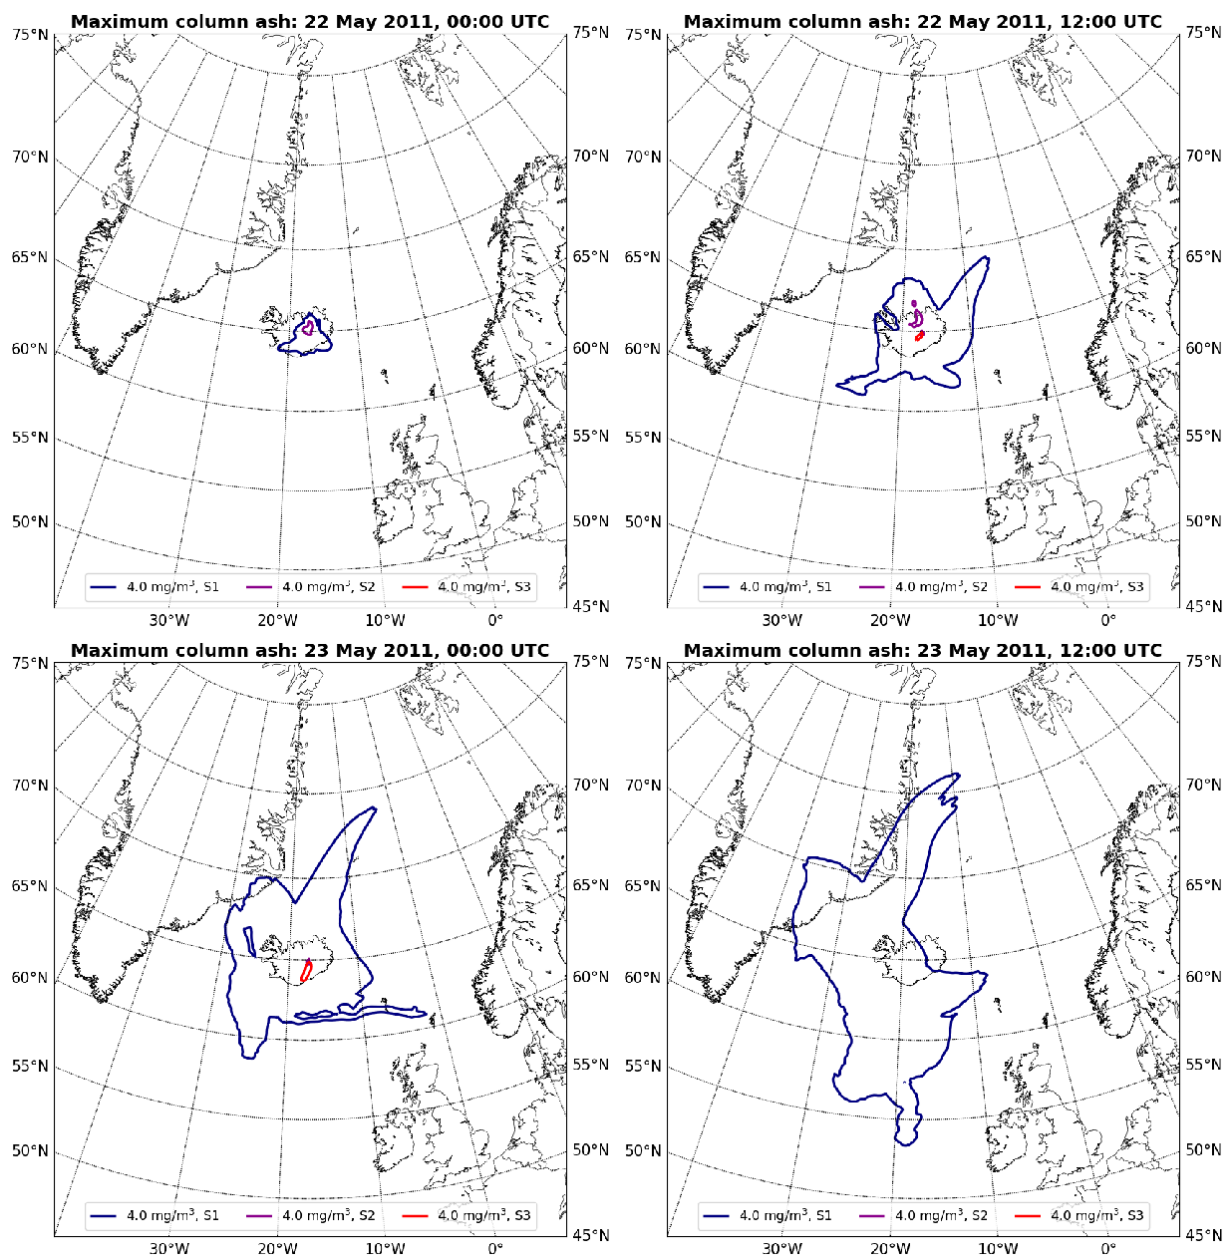 Maximum column ash: 22 May 2011, 00:00 UTC
75°N 75°N
70°N 70°N
65°N 65°N
60°N 60°N
55°N 55°N
50°N 50°N
4.0 mg/m³, S1 4.0 mg/m³, S2 4.0 mg/m³, S3
45°N
30°W 20°W 10°W 0°
Maximum column ash: 22 May 2011, 12:00 UTC
75°N 75°N
70°N 70°N
65°N 65°N
60°N 60°N
55°N 55°N
50°N 50°N
4.0 mg/m³, S1 4.0 mg/m³, S2 4.0 mg/m³, S3
45°N
30°W 20°W 10°W 0°
Maximum column ash: 23 May 2011, 00:00 UTC
75°N 75°N
70°N 70°N
65°N 65°N
60°N 60°N
55°N 55°N
50°N 50°N
4.0 mg/m³, S1 4.0 mg/m³, S2 4.0 mg/m³, S3
45°N
30°W 20°W 10°W 0°
Maximum column ash: 23 May 2011, 12:00 UTC
75°N 75°N
70°N 70°N
65°N 65°N
60°N 60°N
55°N 55°N
50°N 50°N
4.0 mg/m³, S1 4.0 mg/m³, S2 4.0 mg/m³, S3
45°N
30°W 20°W 10°W 0°